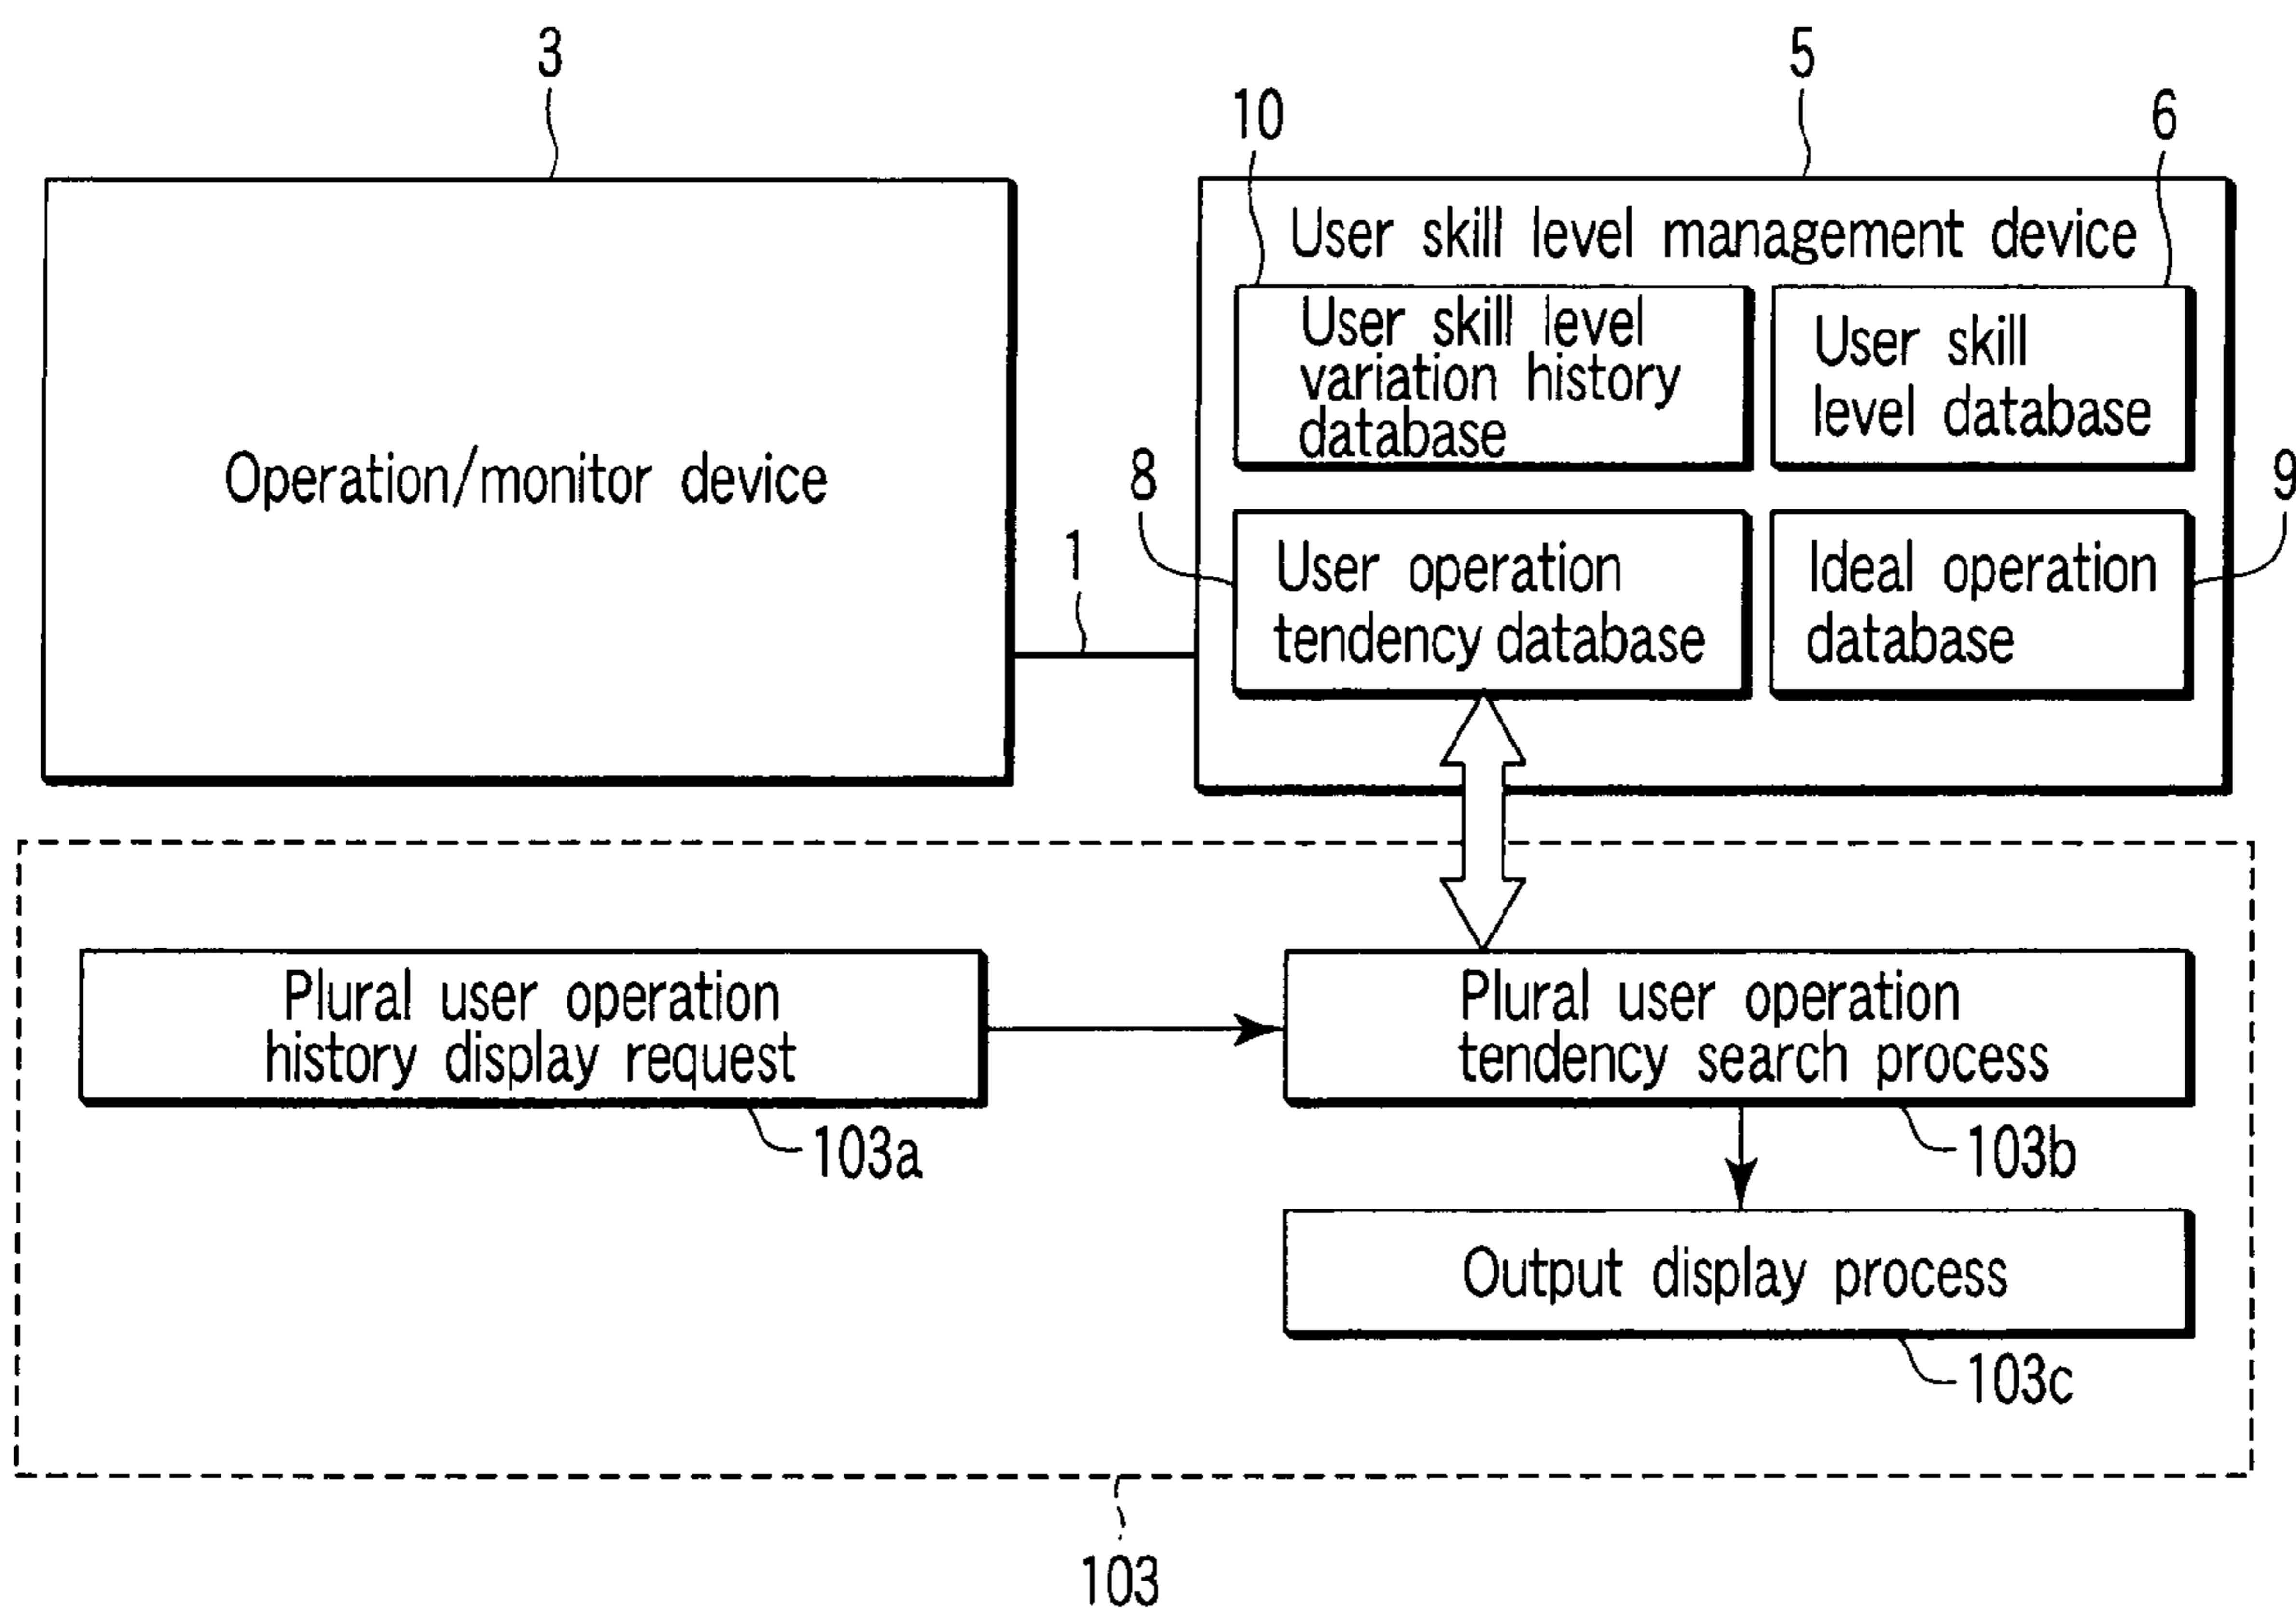 3
5
10
6
User skill level management device
User skill level
variation history
database
User skill
level database
Operation/monitor device
8
9
1
User operation
tendency database
Ideal operation
database
Plural user operation
history display request
Plural user operation
tendency search process
103a
103b
Output display process
103c
103